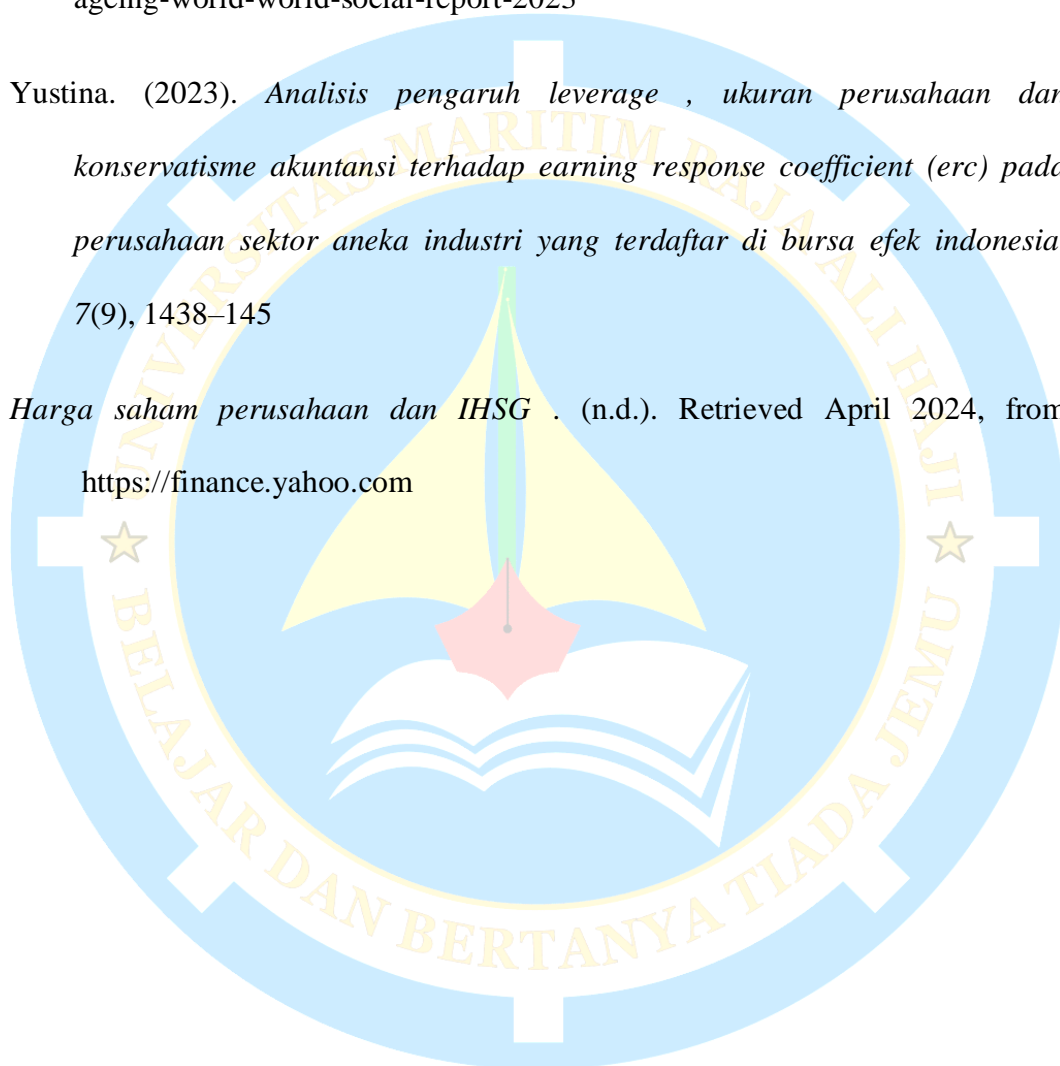 ageing-world-world-social-report-2023
Yustina. (2023). Analisis pengaruh leverage , ukuran perusahaan dan
konservatisme akuntansi terhadap earning response coefficient (erc) pada
perusahaan sektor aneka industri yang terdaftar di bursa efek indonesia
7(9), 1438–145
Harga saham perusahaan dan IHSG . (n.d.). Retrieved April 2024, from
https://finance.yahoo.com
UNIVERSITAS MARITIM RAJA ALI HAJI
BELAJAR DAN BERTANYA TIADA JEMU